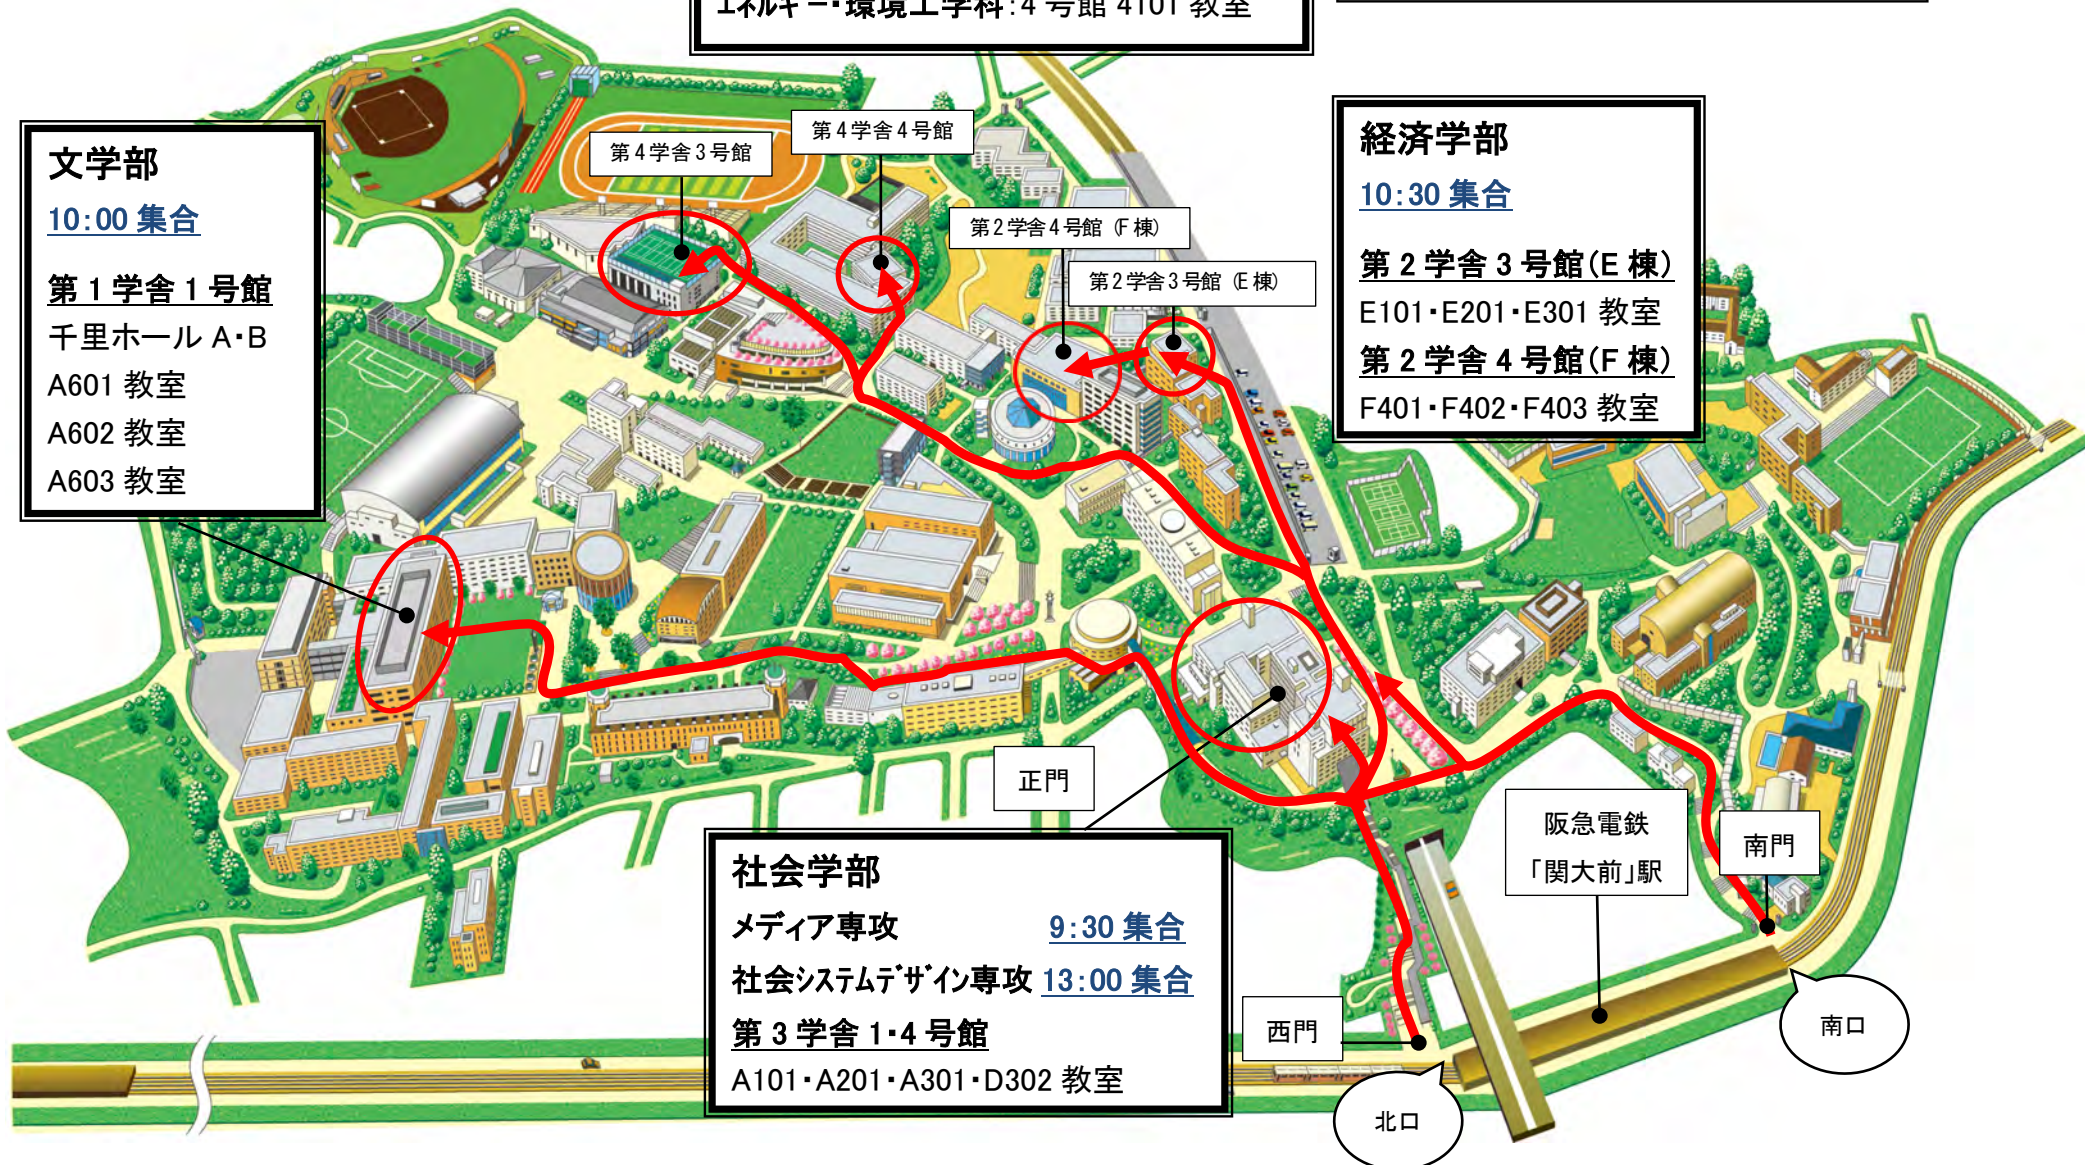 エネルギー・環境工学科:4 号館 4101 教室
文学部
10:00 集合
第 1 学舎 1 号館
千里ホール A・B
A601 教室
A602 教室
A603 教室
第4学舎3号館
第4学舎4号館
第2学舎4号館（F棟）
第2学舎3号館（E棟）
経済学部
10:30 集合
第 2 学舎 3 号館(E 棟)
E101・E201・E301 教室
第 2 学舎 4 号館(F 棟)
F401・F402・F403 教室
正門
社会学部
メディア専攻 9:30 集合
社会システムデザイン専攻 13:00 集合
第 3 学舎 1・4 号館
A101・A201・A301・D302 教室
阪急電鉄
「関大前」駅
南門
西門
南口
北口